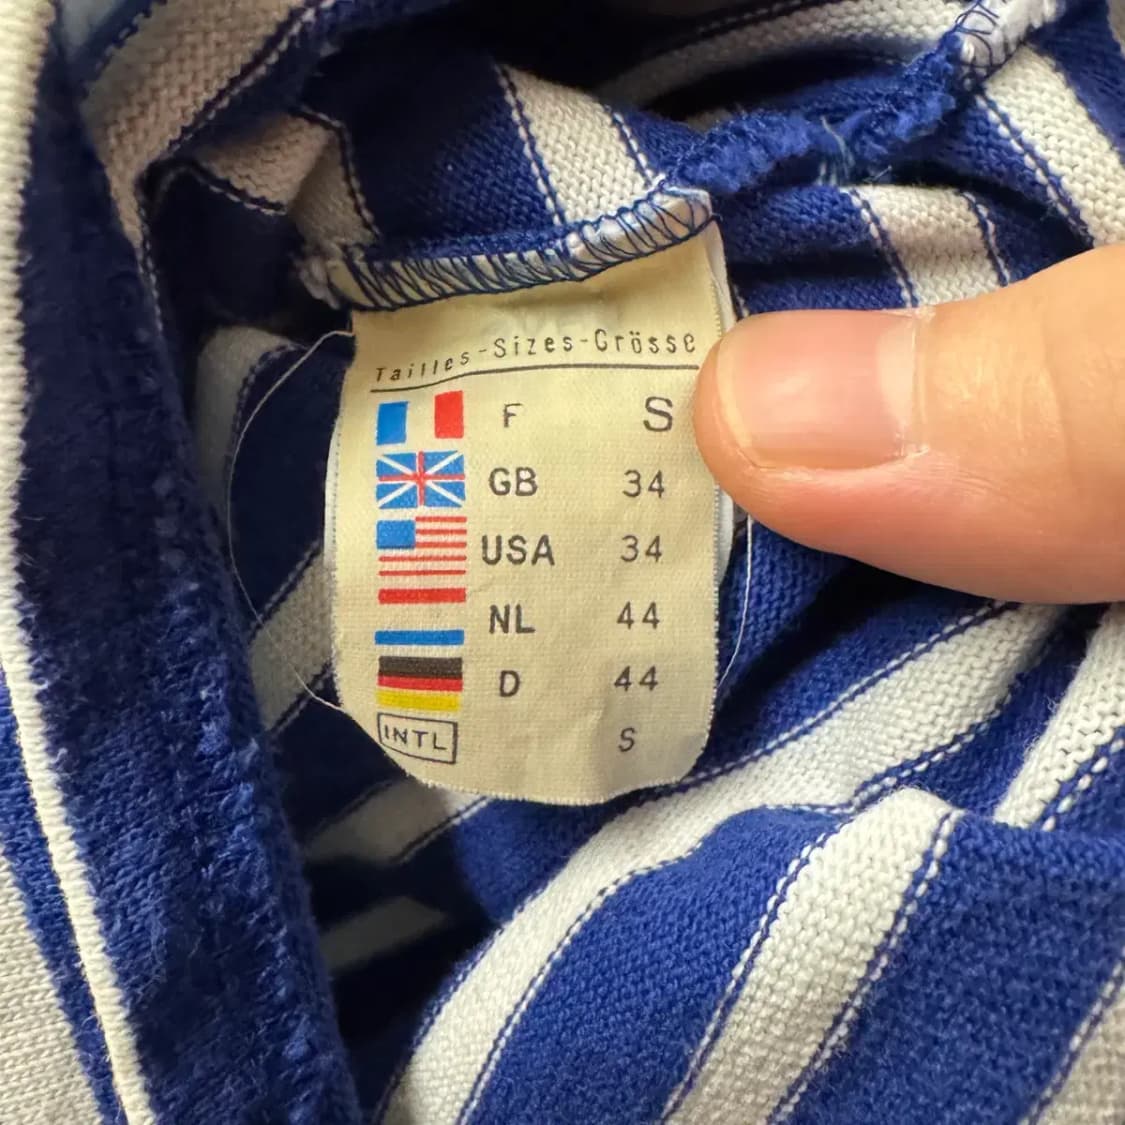 Tailles-Sizes-Grösse
F S
GB 34
USA 34
NL 44
D 44
INTL S